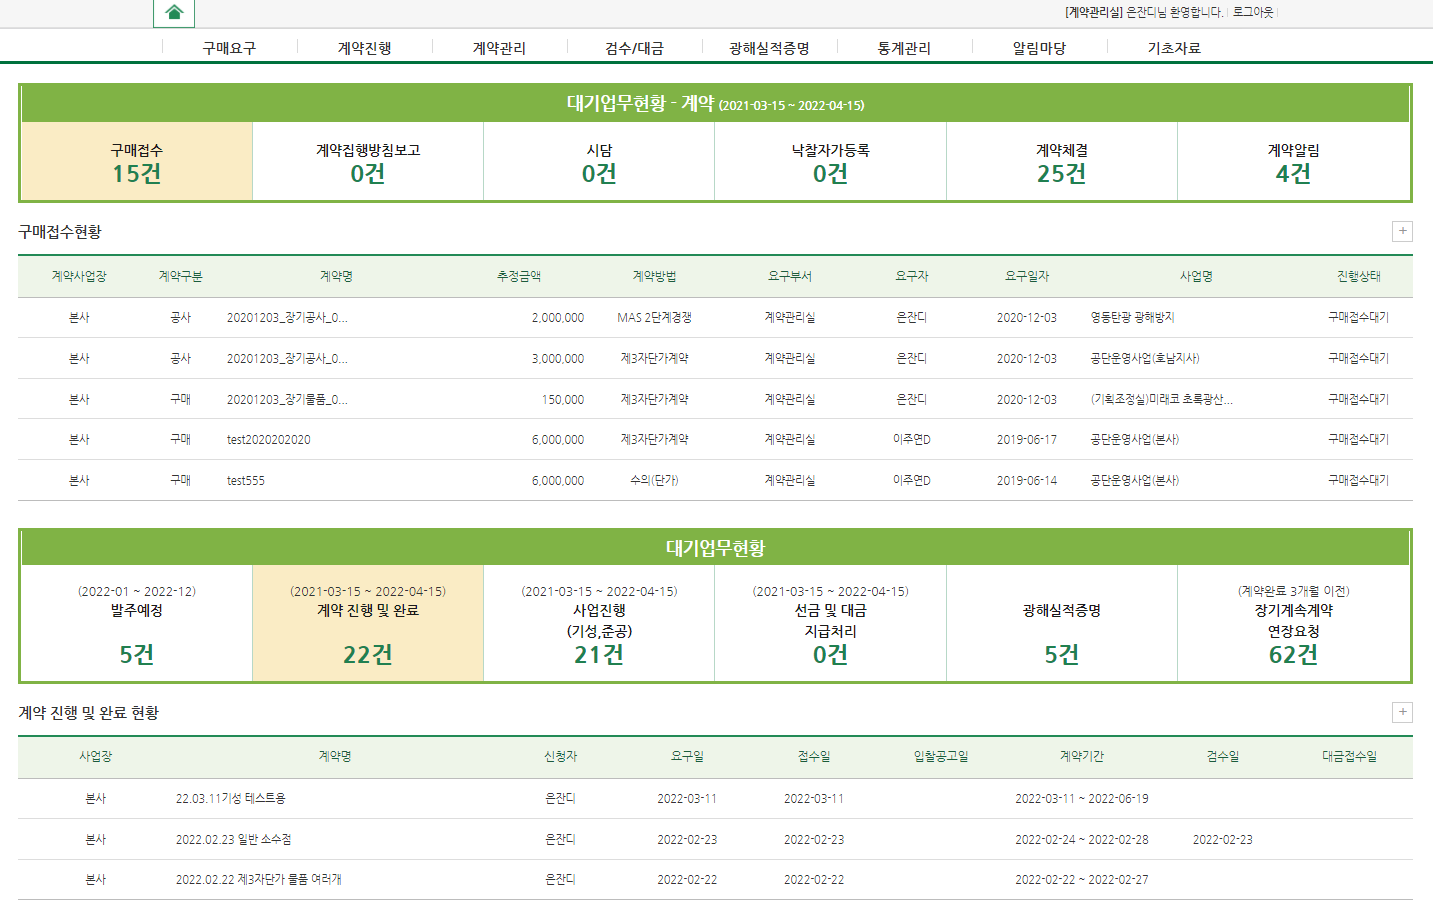 [계약관리실] 은잔디님 환영합니다. | 로그아웃 |
구매요구 계약진행 계약관리 검수/대금 광해실적증명 통계관리 알림마당 기초자료
대기업무현황 - 계약 (2021-03-15 ~ 2022-04-15)
구매접수 계약집행방침보고 시담 낙찰자가등록 계약체결 계약알림
15건 0건 0건 0건 25건 4건
구매접수현황 +
계약사업장 계약구분 계약명 추정금액 계약방법 요구부서 요구자 요구일자 사업명 진행상태
본사 공사 20201203_장기공사_0... 2,000,000 MAS 2단계경쟁 계약관리실 은잔디 2020-12-03 영동탄광 광해방지 구매접수대기
본사 공사 20201203_장기공사_0... 3,000,000 제3자단가계약 계약관리실 은잔디 2020-12-03 공단운영사업(호남지사) 구매접수대기
본사 구매 20201203_장기물품_0... 150,000 제3자단가계약 계약관리실 은잔디 2020-12-03 (기획조정실)미래코 초록광산... 구매접수대기
본사 구매 test2020202020 6,000,000 제3자단가계약 계약관리실 이주연D 2019-06-17 공단운영사업(본사) 구매접수대기
본사 구매 test555 6,000,000 수의(단가) 계약관리실 이주연D 2019-06-14 공단운영사업(본사) 구매접수대기
대기업무현황
(2022-01 ~ 2022-12) (2021-03-15 ~ 2022-04-15) (2021-03-15 ~ 2022-04-15) (2021-03-15 ~ 2022-04-15) (계약완료 3개월 이전)
발주예정 계약 진행 및 완료 사업진행 선금 및 대금 광해실적증명 장기계속계약
(기성,준공) 지급처리 연장요청
5건 22건 21건 0건 5건 62건
계약 진행 및 완료 현황 +
사업장 계약명 신청자 요구일 접수일 입찰공고일 계약기간 검수일 대금접수일
본사 22.03.11기성 테스트용 은잔디 2022-03-11 2022-03-11 2022-03-11 ~ 2022-06-19
본사 2022.02.23 일반 소수점 은잔디 2022-02-23 2022-02-23 2022-02-24 ~ 2022-02-28 2022-02-23
본사 2022.02.22 제3자단가 물품 여러개 은잔디 2022-02-22 2022-02-22 2022-02-22 ~ 2022-02-27